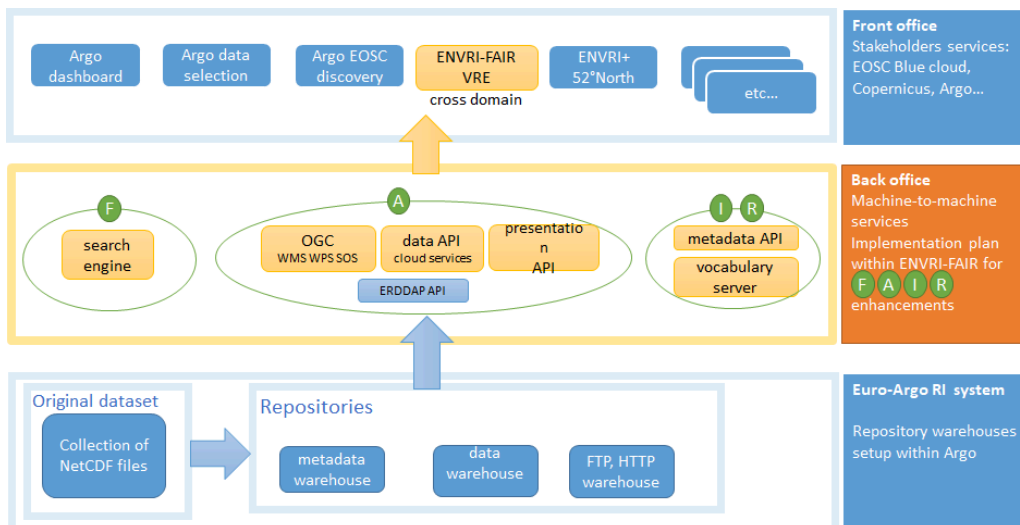 Argo
dashboard
Argo data
selection
Argo EOSC
discovery
ENVRI-FAIR
VRE
cross domain
ENVRI+
52°North
etc…
Front office
Stakeholders services:
EOSC Blue cloud,
Copernicus, Argo…
F
search
engine
A
OGC
WMS WPS SOS
data API
cloud services
presentatio
n
API
ERDDAP API
I R
metadata API
vocabulary
server
Back office
Machine-to-machine
services
Implementation plan
within ENVRI-FAIR for
F A I R
enhancements
Original dataset
Collection of
NetCDF files
Repositories
metadata
warehouse
data
warehouse
FTP, HTTP
warehouse
Euro-Argo RI system
Repository warehouses
setup within Argo